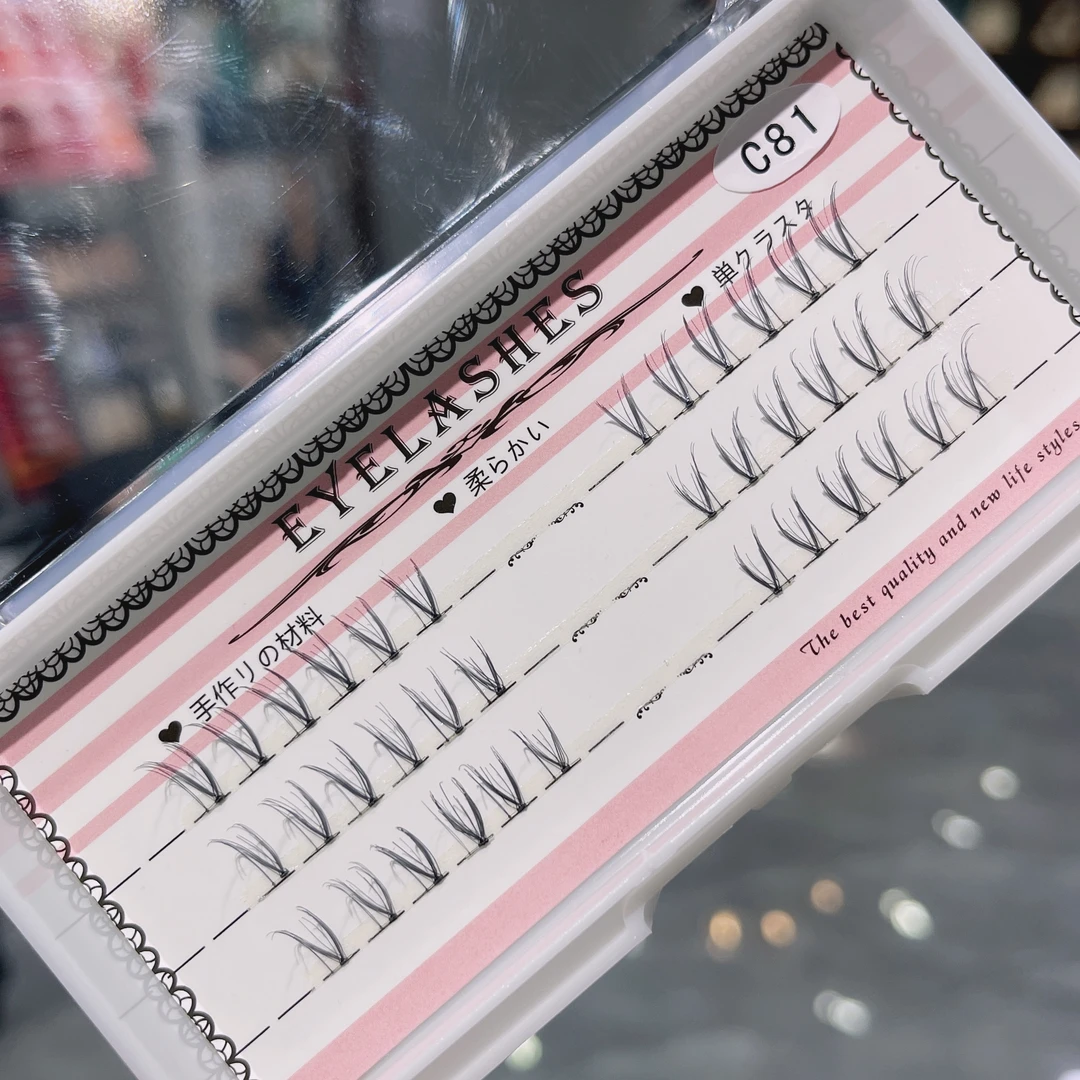 C81
EYELASHES
♥ 手作りの材料
♥ 柔らかい
♥ 単クラスタ
The best quality and new life styles